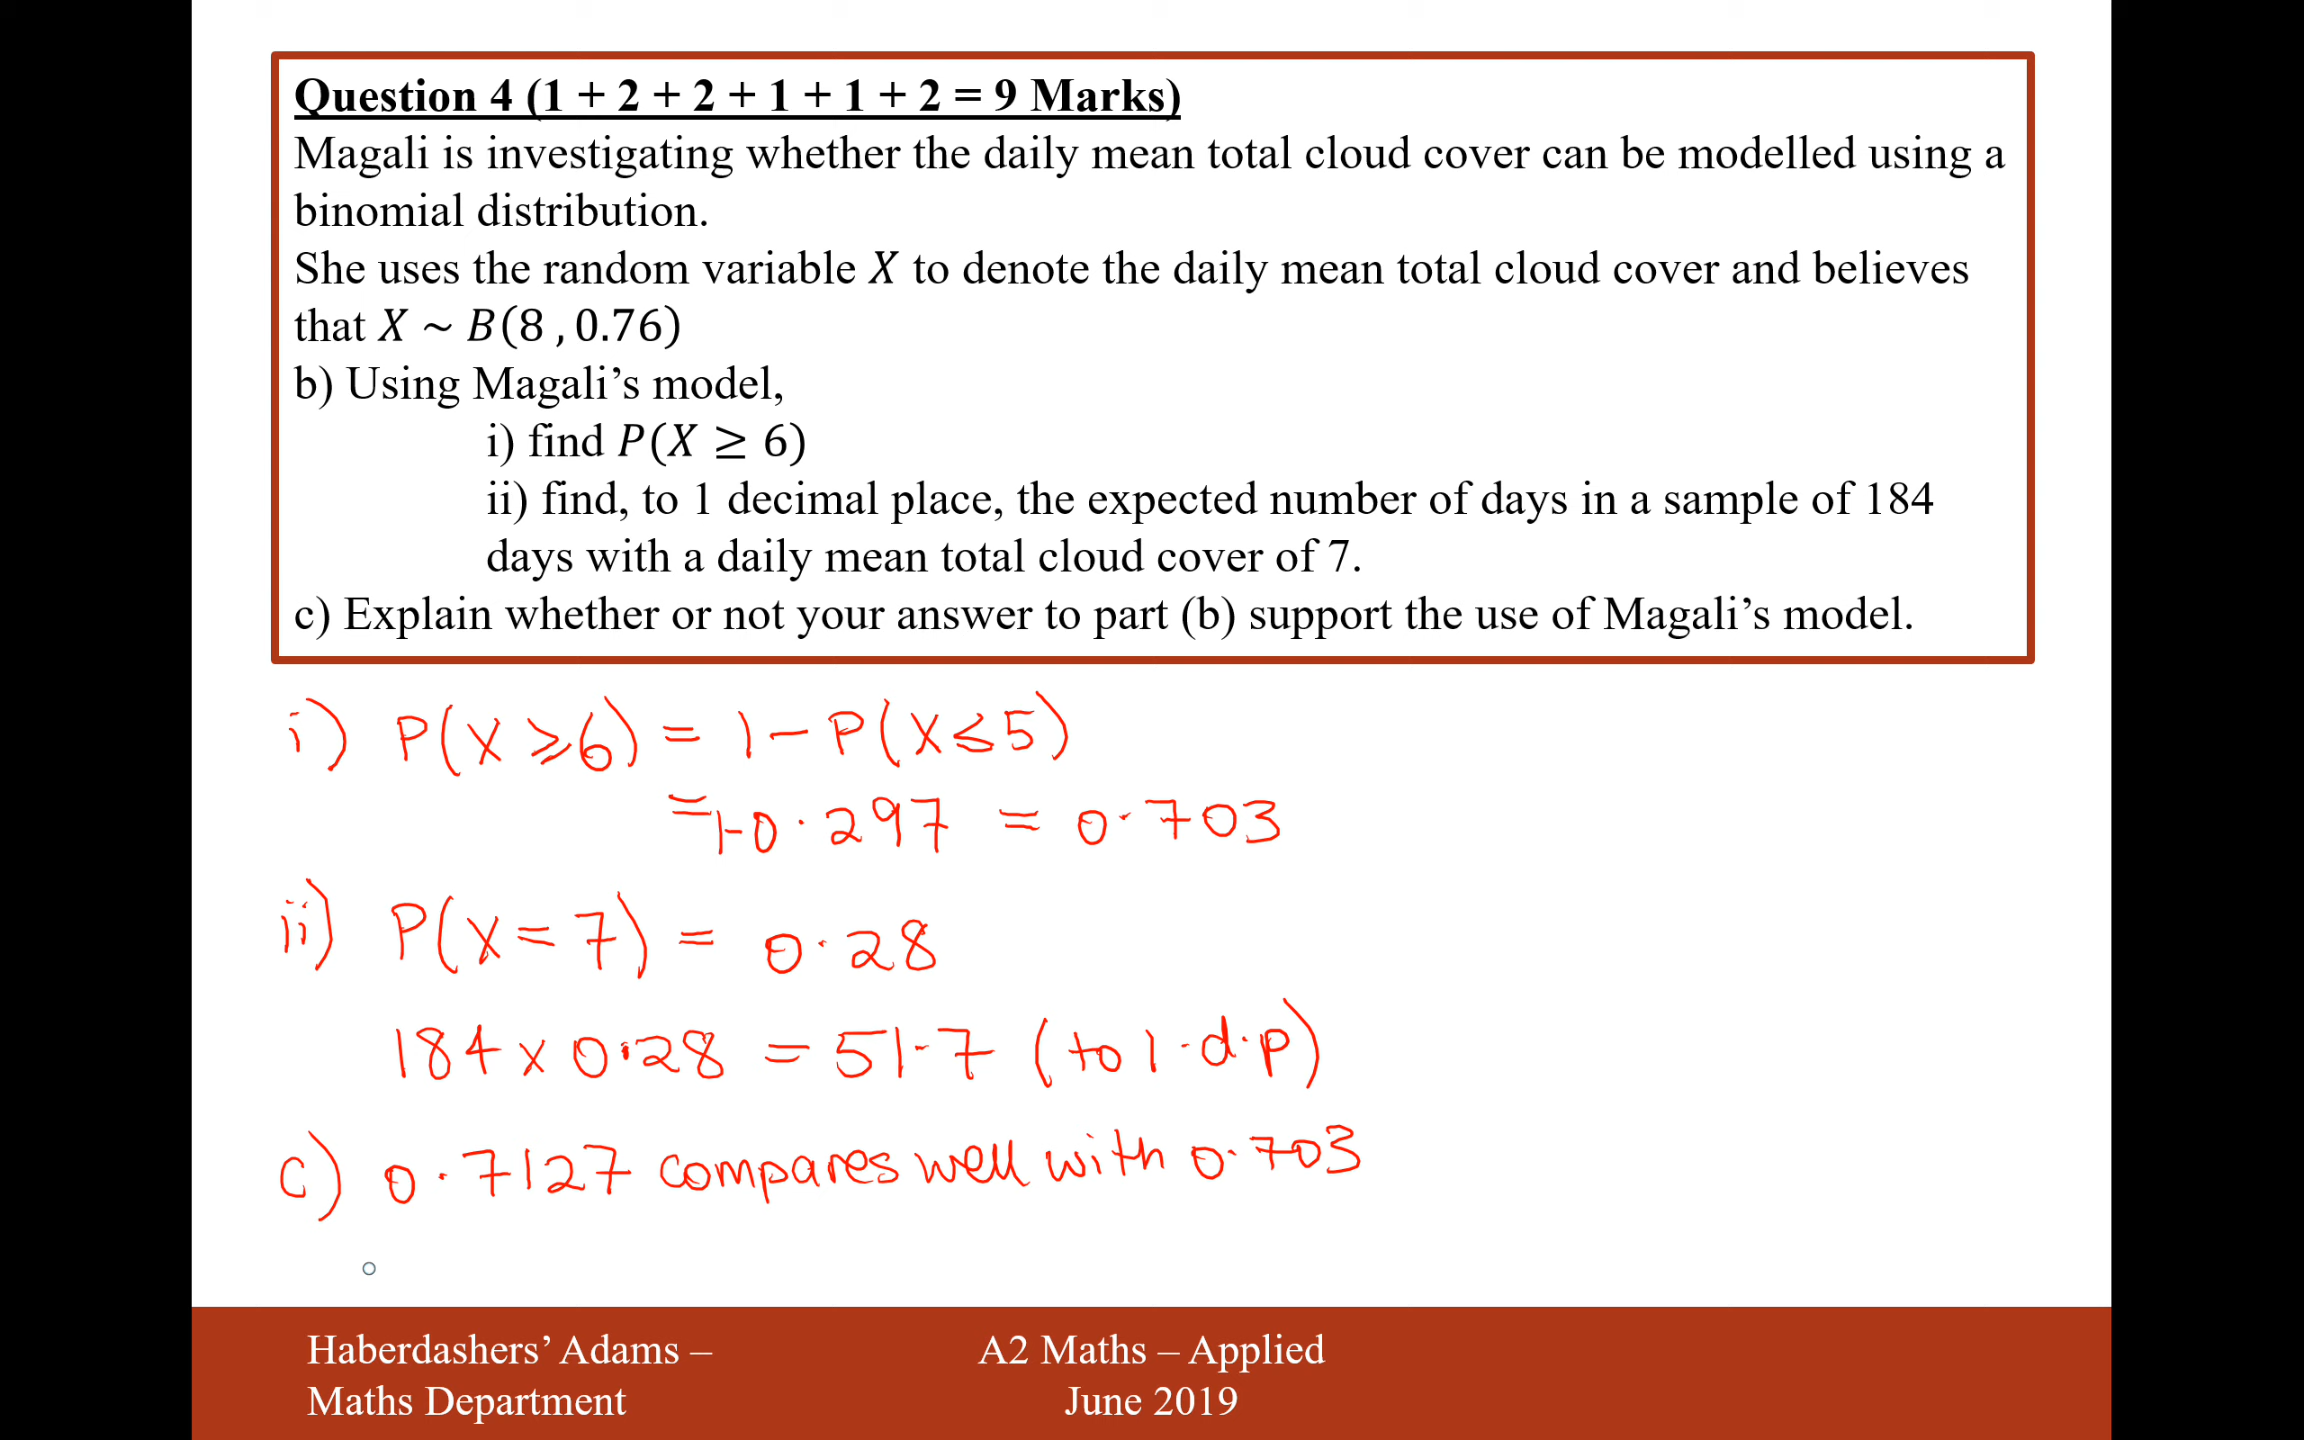 Question 4 (1 + 2 + 2 + 1 + 1 + 2 = 9 Marks)
Magali is investigating whether the daily mean total cloud cover can be modelled using a
binomial distribution.
She uses the random variable X to denote the daily mean total cloud cover and believes
that X ~ B(8 , 0.76)
b) Using Magali’s model,
i) find P(X ≥ 6)
ii) find, to 1 decimal place, the expected number of days in a sample of 184
days with a daily mean total cloud cover of 7.
c) Explain whether or not your answer to part (b) support the use of Magali’s model.
i) P(X ⩾ 6) = 1 - P(X ≤ 5)
= 1-0.297 = 0.703
ii) P(X = 7) = 0.28
184 x 0.28 = 51.7 (to 1.d.p)
c) 0.7127 compares well with 0.703
Haberdashers’ Adams –
Maths Department
A2 Maths – Applied
June 2019